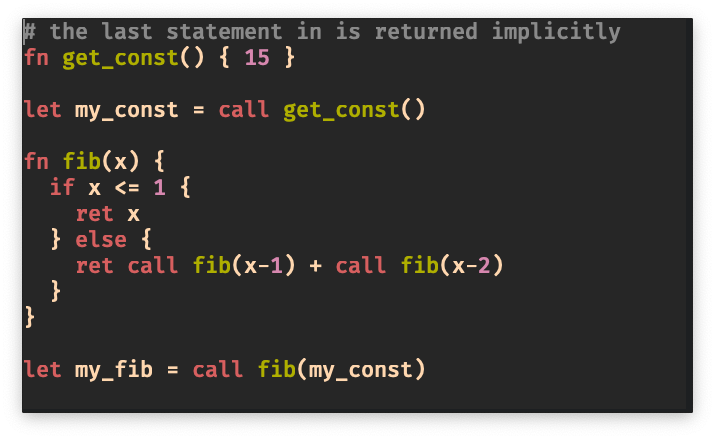 # the last statement in is returned implicitly
fn get_const() { 15 }

let my_const = call get_const()

fn fib(x) {
  if x <= 1 {
    ret x
  } else {
    ret call fib(x-1) + call fib(x-2)
  }
}

let my_fib = call fib(my_const)